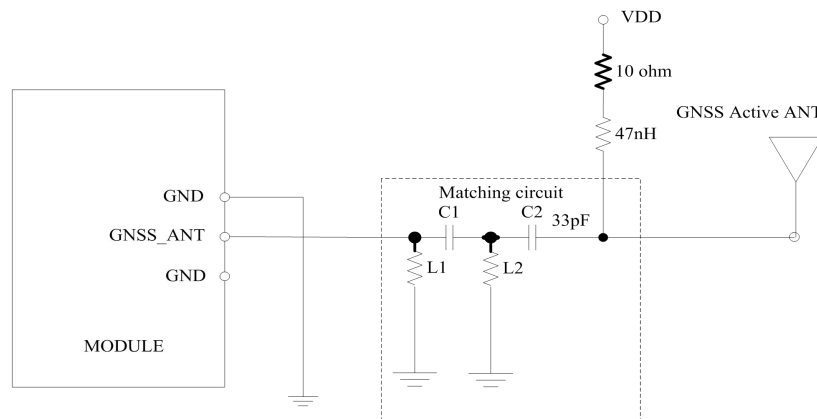 VDD
10 ohm
47nH
GNSS Active ANT
Matching circuit
GND
C1
C2
33pF
GNSS_ANT
L1
L2
GND
MODULE